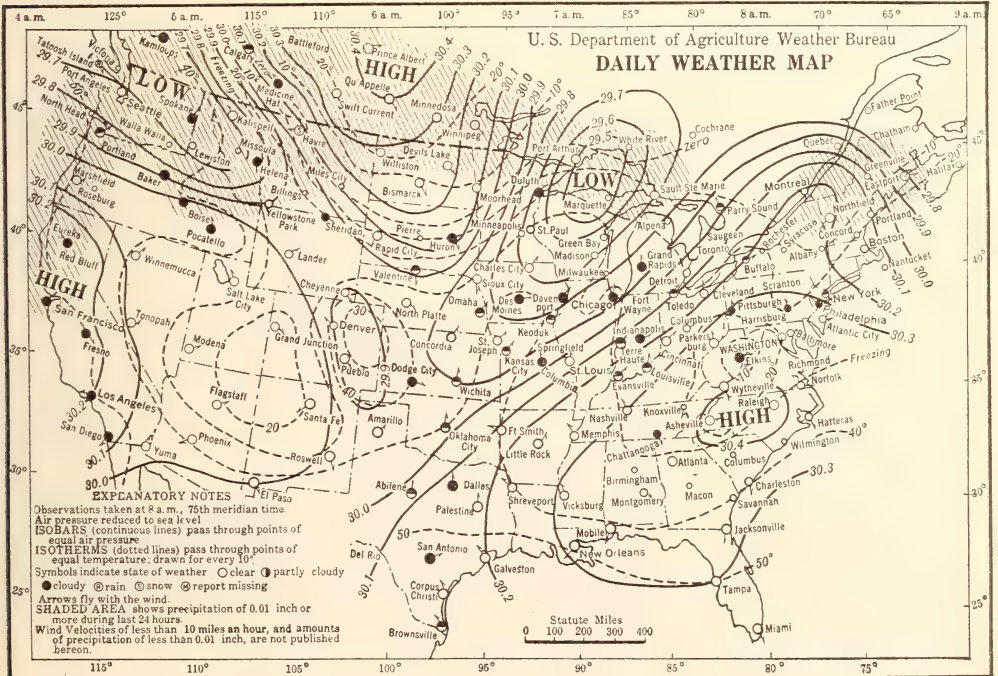 4 a.m. 125° 5 a.m. 115° 110° 6 a.m. 100° 95° 7 a.m. 85° 80° 8 a.m. 70° 65° 9 a.m.
U. S. Department of Agriculture Weather Bureau
DAILY WEATHER MAP
Kamloops
Calgary
Battleford
Prince Albert
Tatoosh Island
Victoria
Port Angeles
LOW
HIGH
Qu'Appelle
Medicine Hat
Swift Current
Minnedosa
Winnipeg
Seattle
Spokane
North Head
Walla Walla
Kalispell
Havre
Portland
Lewiston
Missoula
Helena
Miles City
Williston
Devils Lake
Bismarck
Moorhead
Duluth
Port Arthur
White River
Cochrane
Zero
Father Point
Chatham
Quebec
Greenville
Eastport
Halifax
Montreal
Northfield
Portland
Sault Ste Marie
Parry Sound
Saugeen
LOW
Marquette
Alpena
Toronto
Rochester
Syracuse
Concord
Boston
Albany
Nantucket
Buffalo
Baker
Billings
Marshfield
Roseburg
Boise
Yellowstone Park
Sheridan
Rapid City
Pierre
Huron
Minneapolis
St. Paul
Green Bay
Madison
Milwaukee
Grand Rapids
Detroit
Eureka
Red Bluff
Pocatello
Lander
Valentine
Charles City
Sioux City
HIGH
Winnemucca
Salt Lake City
Cheyenne
North Platte
Omaha
Des Moines
Davenport
Chicago
Fort Wayne
Toledo
Cleveland
Scranton
New York
Pittsburgh
Harrisburg
Philadelphia
Atlantic City
San Francisco
Tonopah
Fresno
Modena
Grand Junction
Denver
Pueblo
Concordia
St. Joseph
Keoduk
Springfield
Indianapolis
Columbus
Parkersburg
Baltimore
WASHINGTON
Elkins
Richmond
Freezing
Kansas City
Columbia
St. Louis
Terre Haute
Cincinnati
Evansville
Louisville
Wytheville
Norfolk
Dodge City
Wichita
Los Angeles
San Diego
Flagstaff
Santa Fe
Amarillo
Phoenix
Yuma
Roswell
El Paso
Oklahoma City
Ft Smith
Little Rock
Memphis
Nashville
Knoxville
Asheville
Raleigh
HIGH
30.4
Hatteras
Wilmington
40°
Chattanooga
Atlanta
Columbus
Charleston
Birmingham
Macon
Savannah
Montgomery
Abilene
Dallas
Palestine
Shreveport
Vicksburg
Mobile
New Orleans
Jacksonville
Tampa
Miami
Del Rio
San Antonio
Galveston
Corpus Christi
Brownsville
EXPLANATORY NOTES
Observations taken at 8 a.m., 75th meridian time.
Air pressure reduced to sea level
ISOBARS (continuous lines) pass through points of
equal air pressure
ISOTHERMS (dotted lines) pass through points of
equal temperature; drawn for every 10°
Symbols indicate state of weather clear partly cloudy
cloudy rain snow report missing
Arrows fly with the wind.
SHADED AREA shows precipitation of 0.01 inch or
more during last 24 hours.
Wind Velocities of less than 10 miles an hour, and amounts
of precipitation of less than 0.01 inch, are not published
hereon.
Statute Miles
0 100 200 300 400
115° 110° 105° 100° 95° 90° 85° 80° 75°